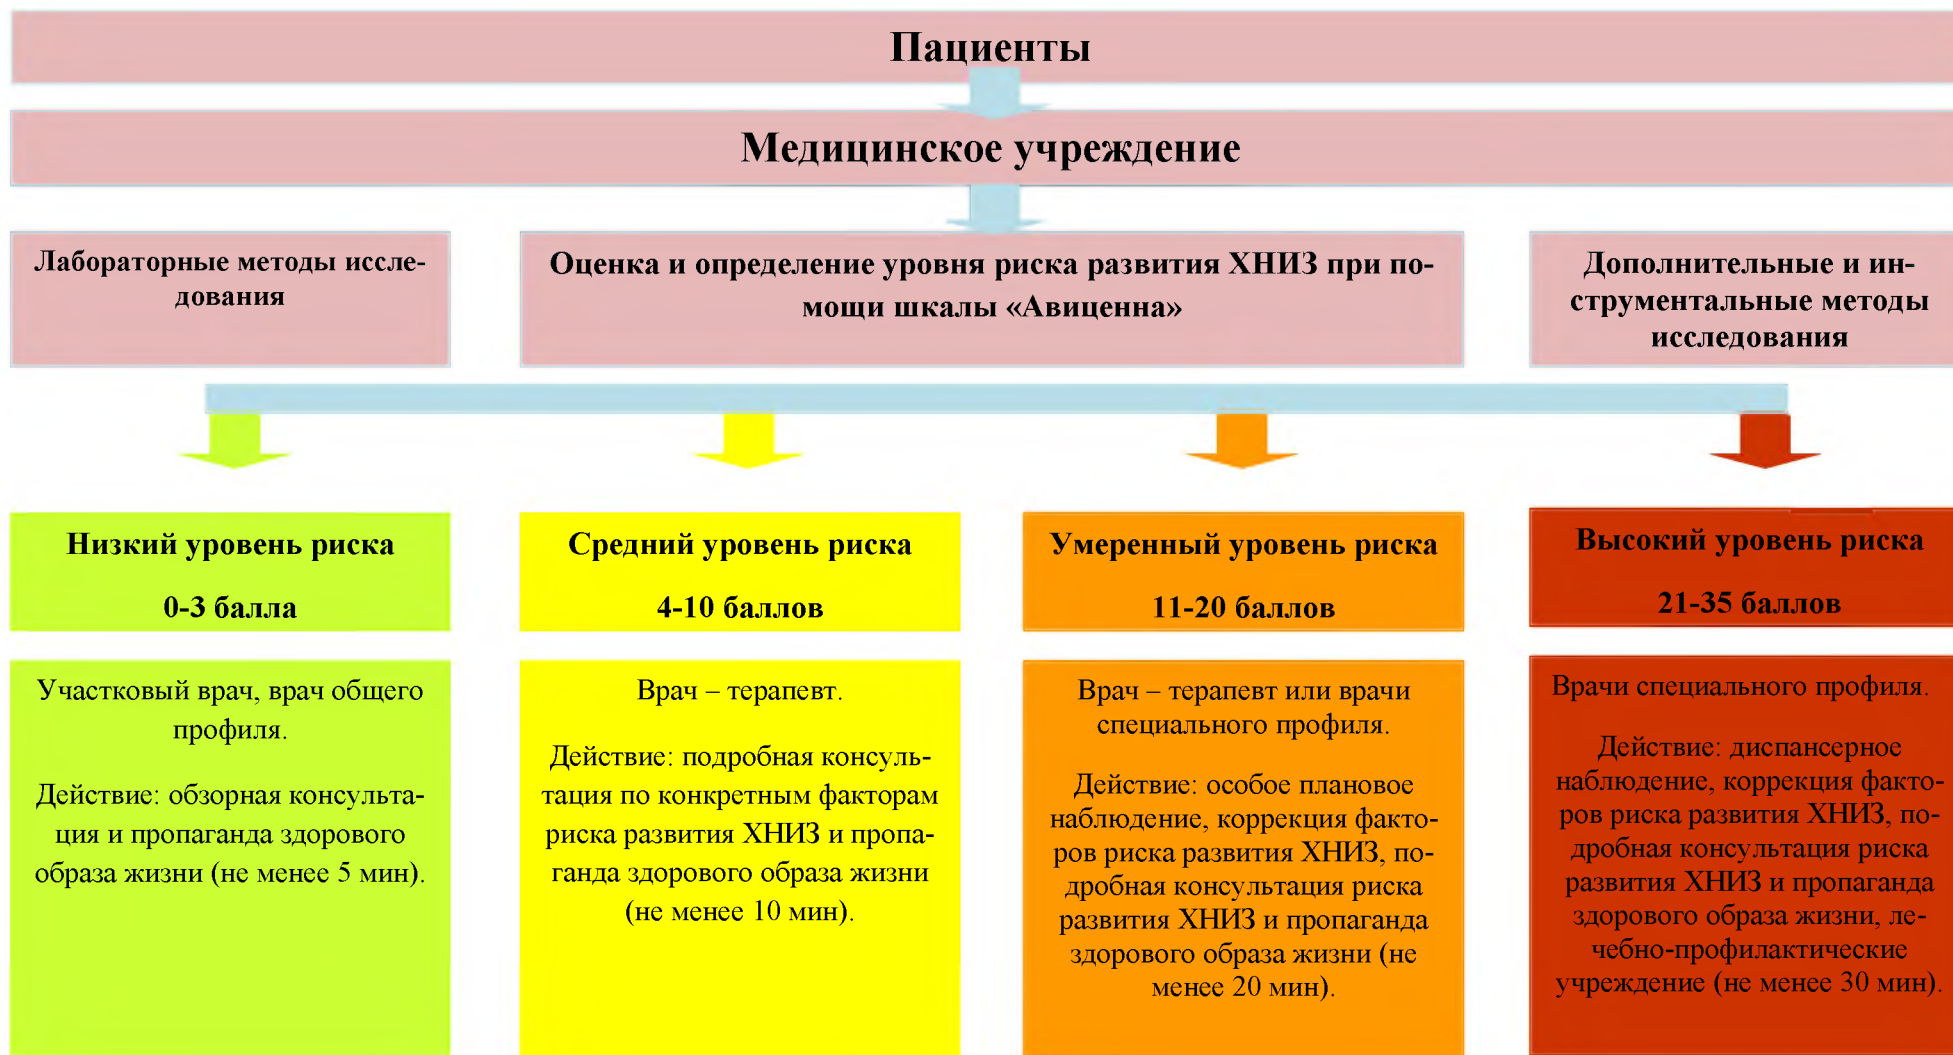 Пациенты
Медицинское учреждение
Лабораторные методы иссле-
дования
Оценка и определение уровня риска развития ХНИЗ при по-
мощи шкалы «Авиценна»
Дополнительные и ин-
струментальные методы
исследования
Низкий уровень риска
0-3 балла
Средний уровень риска
4-10 баллов
Умеренный уровень риска
11-20 баллов
Высокий уровень риска
21-35 баллов
Участковый врач, врач общего
профиля.
Действие: обзорная консульта-
ция и пропаганда здорового
образа жизни (не менее 5 мин).
Врач – терапевт.
Действие: подробная консуль-
тация по конкретным факторам
риска развития ХНИЗ и пропа-
ганда здорового образа жизни
(не менее 10 мин).
Врач – терапевт или врачи
специального профиля.
Действие: особое плановое
наблюдение, коррекция факто-
ров риска развития ХНИЗ, по-
дробная консультация риска
развития ХНИЗ и пропаганда
здорового образа жизни (не
менее 20 мин).
Врачи специального профиля.
Действие: диспансерное
наблюдение, коррекция факто-
ров риска развития ХНИЗ, по-
дробная консультация риска
развития ХНИЗ и пропаганда
здорового образа жизни, ле-
чебно-профилактические
учреждение (не менее 30 мин).